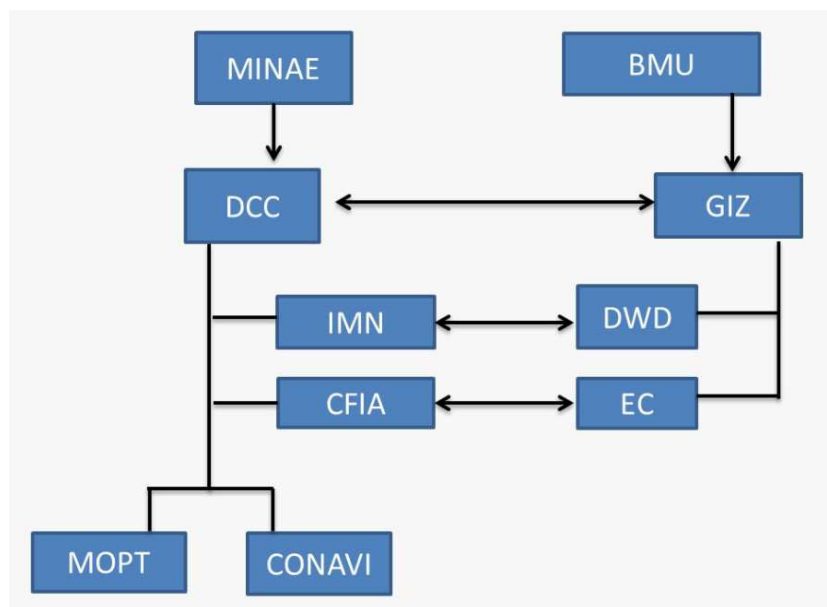 MINAE
BMU
DCC
GIZ
IMN
DWD
CFIA
EC
MOPT
CONAVI